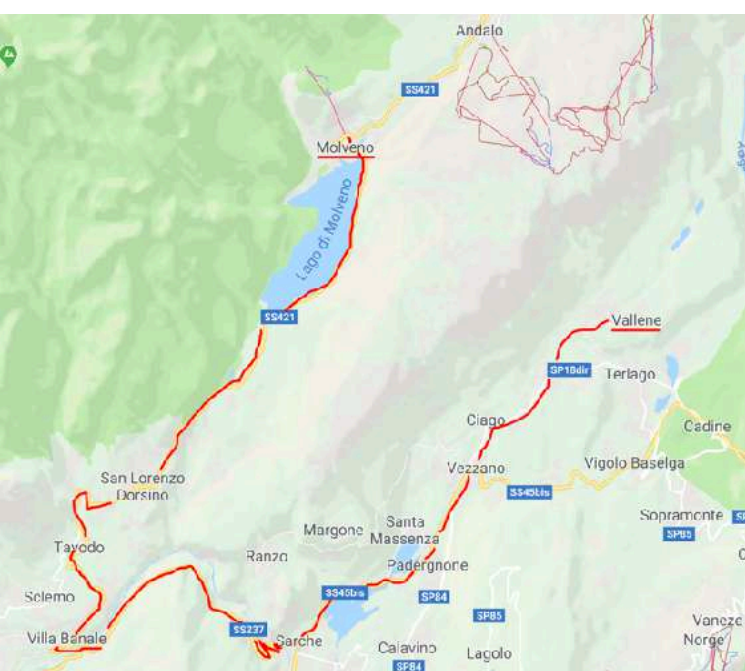 Andalo
SS421
Molveno
Lago di Molveno
SS421
Vallene
SP18dir
Terlago
Ciago
Cadine
Vezzano
Vigolo Baselga
San Lorenzo
Dorsino
SS45bis
Sopramonte
SP85
Santa
Massenza
Margone
Tavodo
Ranzo
Padergnone
Sclemo
SS45bis
SP84
SP85
Villa Banale
SS237
Sarche
Calavino
Lagolo
SP84
Vaneze
Norge